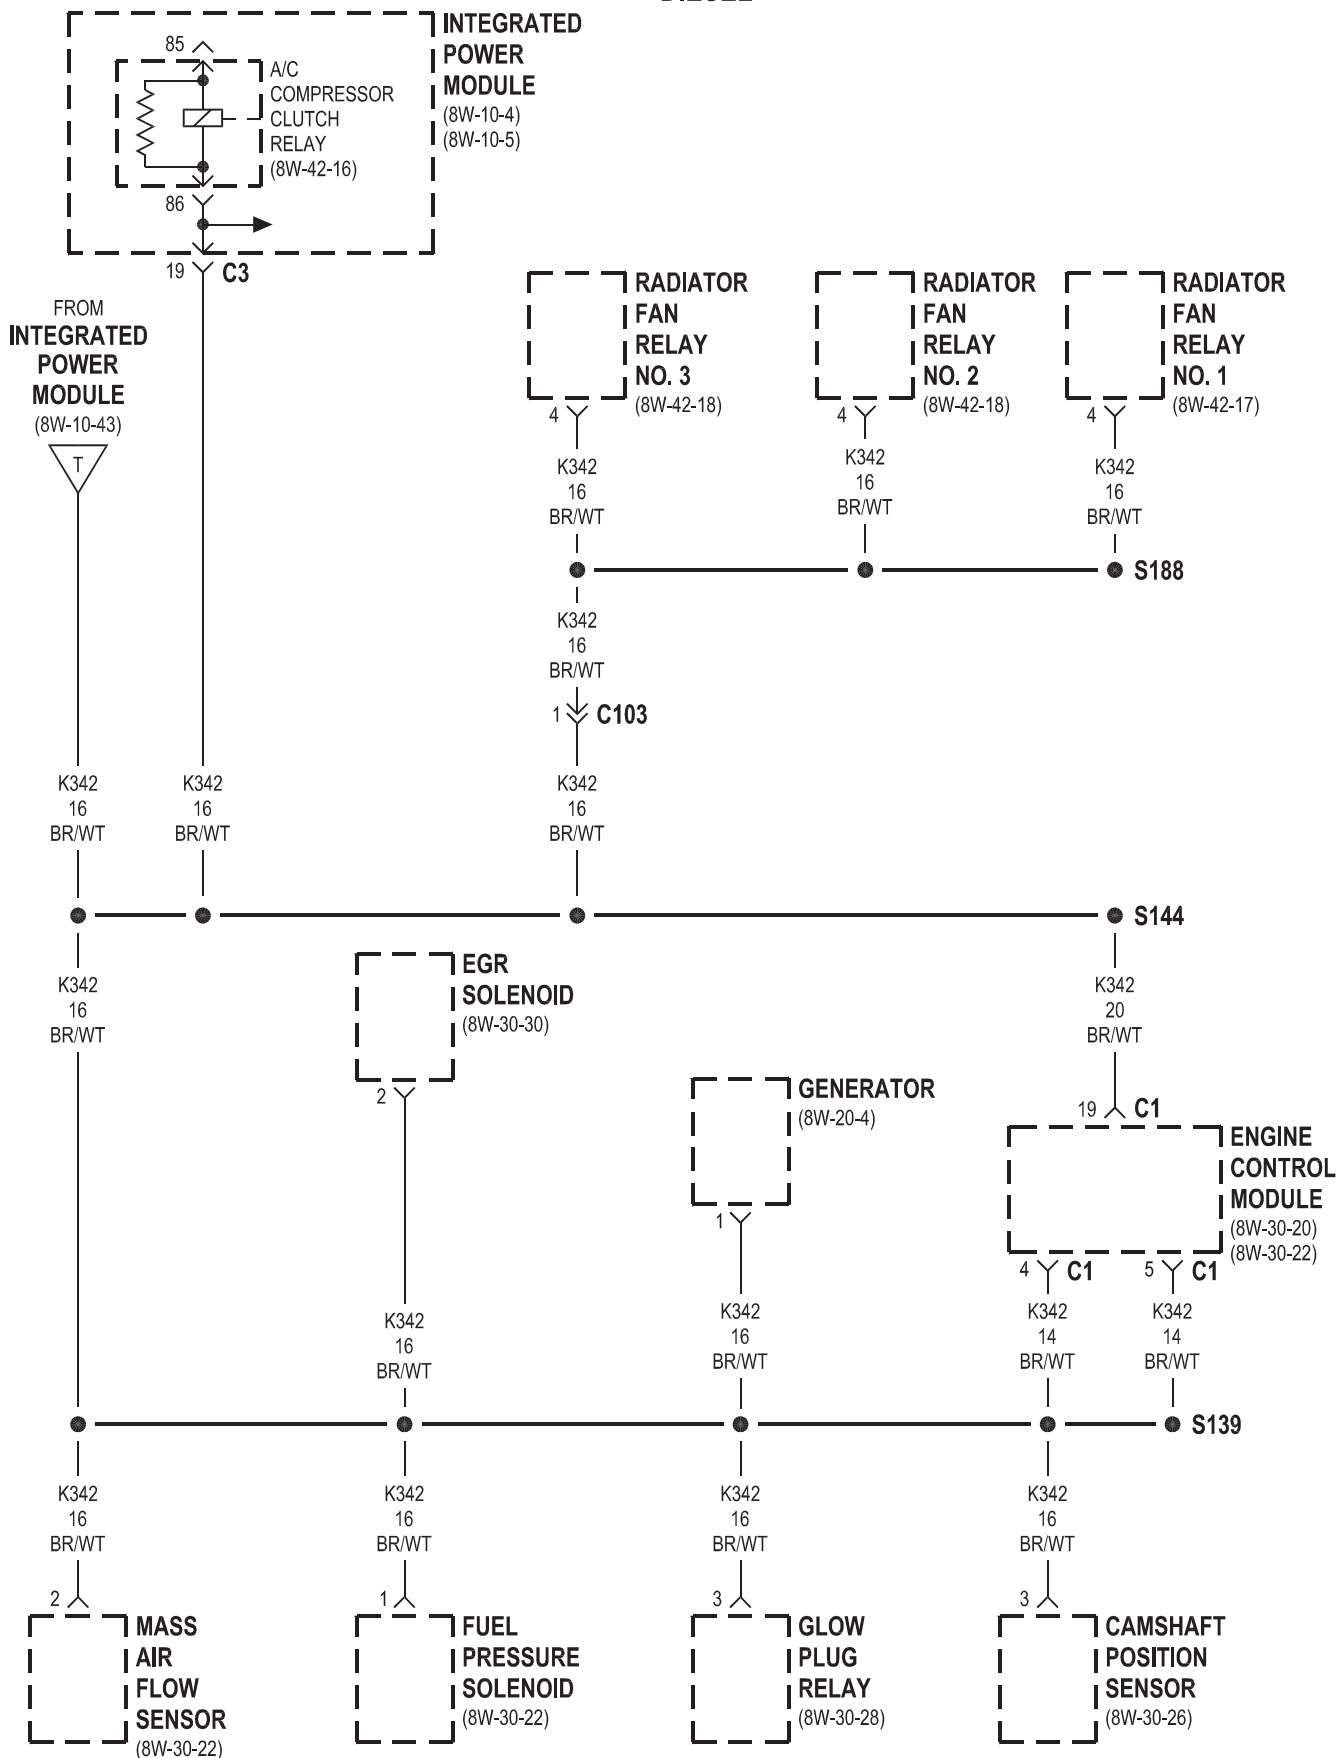 INTEGRATED
POWER
MODULE
(8W-10-4)
(8W-10-5)
85
A/C
COMPRESSOR
CLUTCH
RELAY
(8W-42-16)
86
19 C3
FROM
INTEGRATED
POWER
MODULE
(8W-10-43)
T
RADIATOR
FAN
RELAY
NO. 3
(8W-42-18)
4
RADIATOR
FAN
RELAY
NO. 2
(8W-42-18)
4
RADIATOR
FAN
RELAY
NO. 1
(8W-42-17)
4
K342
16
BR/WT
K342
16
BR/WT
K342
16
BR/WT
S188
K342
16
BR/WT
1 C103
K342
16
BR/WT
K342
16
BR/WT
K342
16
BR/WT
S144
K342
16
BR/WT
EGR
SOLENOID
(8W-30-30)
2
K342
20
BR/WT
19 C1
GENERATOR
(8W-20-4)
1
ENGINE
CONTROL
MODULE
(8W-30-20)
(8W-30-22)
4 C1
5 C1
K342
16
BR/WT
K342
16
BR/WT
K342
14
BR/WT
K342
14
BR/WT
S139
K342
16
BR/WT
K342
16
BR/WT
K342
16
BR/WT
K342
16
BR/WT
2
MASS
AIR
FLOW
SENSOR
(8W-30-22)
1
FUEL
PRESSURE
SOLENOID
(8W-30-22)
3
GLOW
PLUG
RELAY
(8W-30-28)
3
CAMSHAFT
POSITION
SENSOR
(8W-30-26)